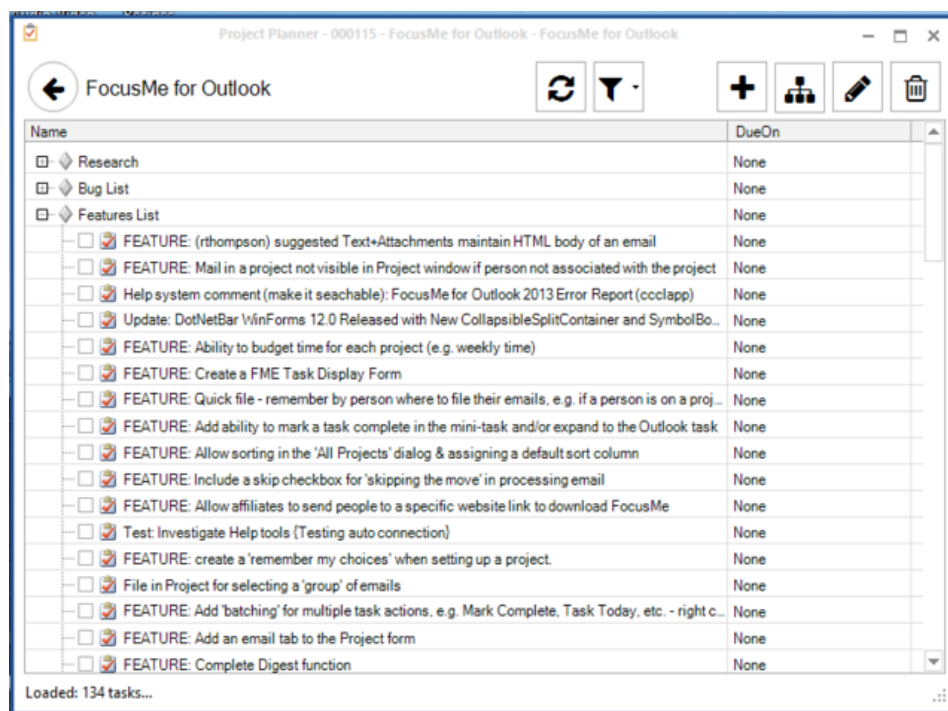 Project Planner - 000115 - FocusMe for Outlook - FocusMe for Outlook
FocusMe for Outlook
Name DueOn
Research None
Bug List None
Features List None
FEATURE: (rthompson) suggested Text+Attachments maintain HTML body of an email None
FEATURE: Mail in a project not visible in Project window if person not associated with the project None
Help system comment (make it seachable): FocusMe for Outlook 2013 Error Report (ccclapp) None
Update: DotNetBar WinForms 12.0 Released with New CollapsibleSplitContainer and SymbolBo... None
FEATURE: Ability to budget time for each project (e.g. weekly time) None
FEATURE: Create a FME Task Display Form None
FEATURE: Quick file - remember by person where to file their emails, e.g. if a person is on a proj... None
FEATURE: Add ability to mark a task complete in the mini-task and/or expand to the Outlook task None
FEATURE: Allow sorting in the 'All Projects' dialog & assigning a default sort column None
FEATURE: Include a skip checkbox for 'skipping the move' in processing email None
FEATURE: Allow affiliates to send people to a specific website link to download FocusMe None
Test: Investigate Help tools {Testing auto connection} None
FEATURE: create a 'remember my choices' when setting up a project. None
File in Project for selecting a 'group' of emails None
FEATURE: Add 'batching' for multiple task actions, e.g. Mark Complete, Task Today, etc. - right c... None
FEATURE: Add an email tab to the Project form None
FEATURE: Complete Digest function None
Loaded: 134 tasks...